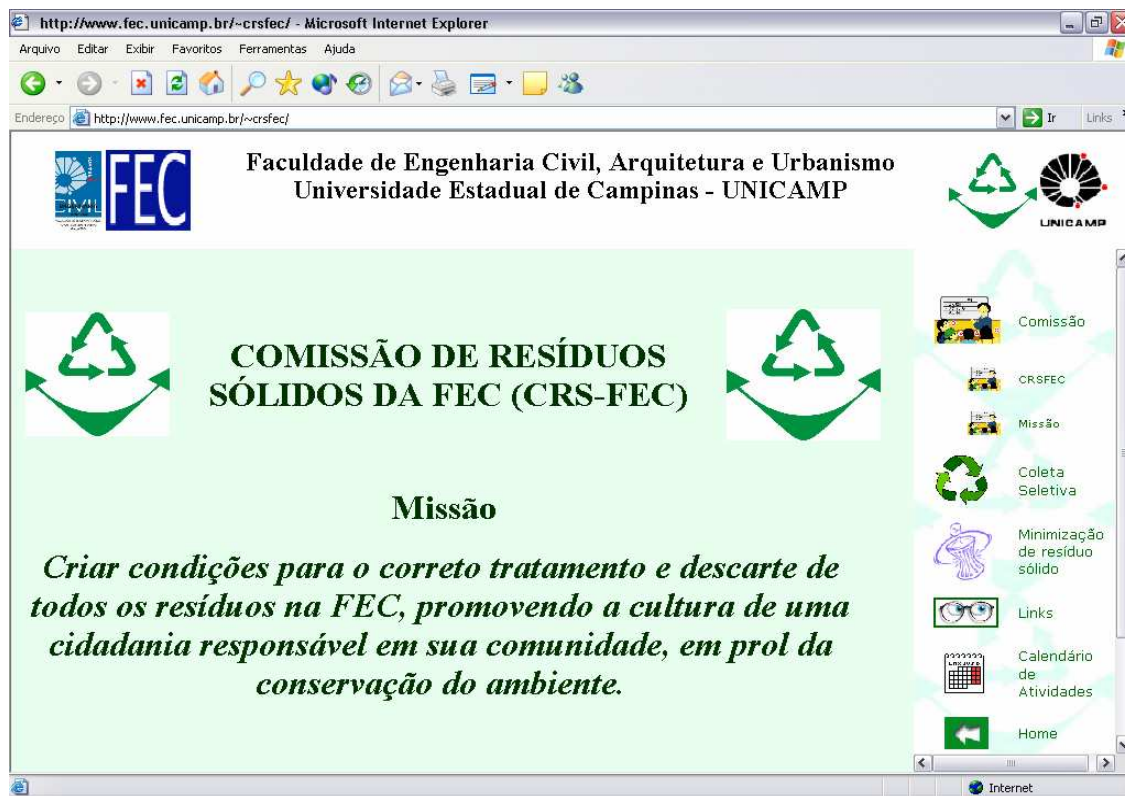 http://www.fec.unicamp.br/~crsfec/ - Microsoft Internet Explorer
Arquivo Editar Exibir Favoritos Ferramentas Ajuda
Endereço http://www.fec.unicamp.br/~crsfec/ Ir Links
CIVIL
FEC
Faculdade de Engenharia Civil, Arquitetura e Urbanismo
Universidade Estadual de Campinas - UNICAMP
UNICAMP
COMISSÃO DE RESÍDUOS
SÓLIDOS DA FEC (CRS-FEC)
Missão
Criar condições para o correto tratamento e descarte de
todos os resíduos na FEC, promovendo a cultura de uma
cidadania responsável em sua comunidade, em prol da
conservação do ambiente.
Comissão
CRSFEC
Missão
Coleta
Seletiva
Minimização
de resíduo
sólido
Links
Calendário
de
Atividades
Home
Internet